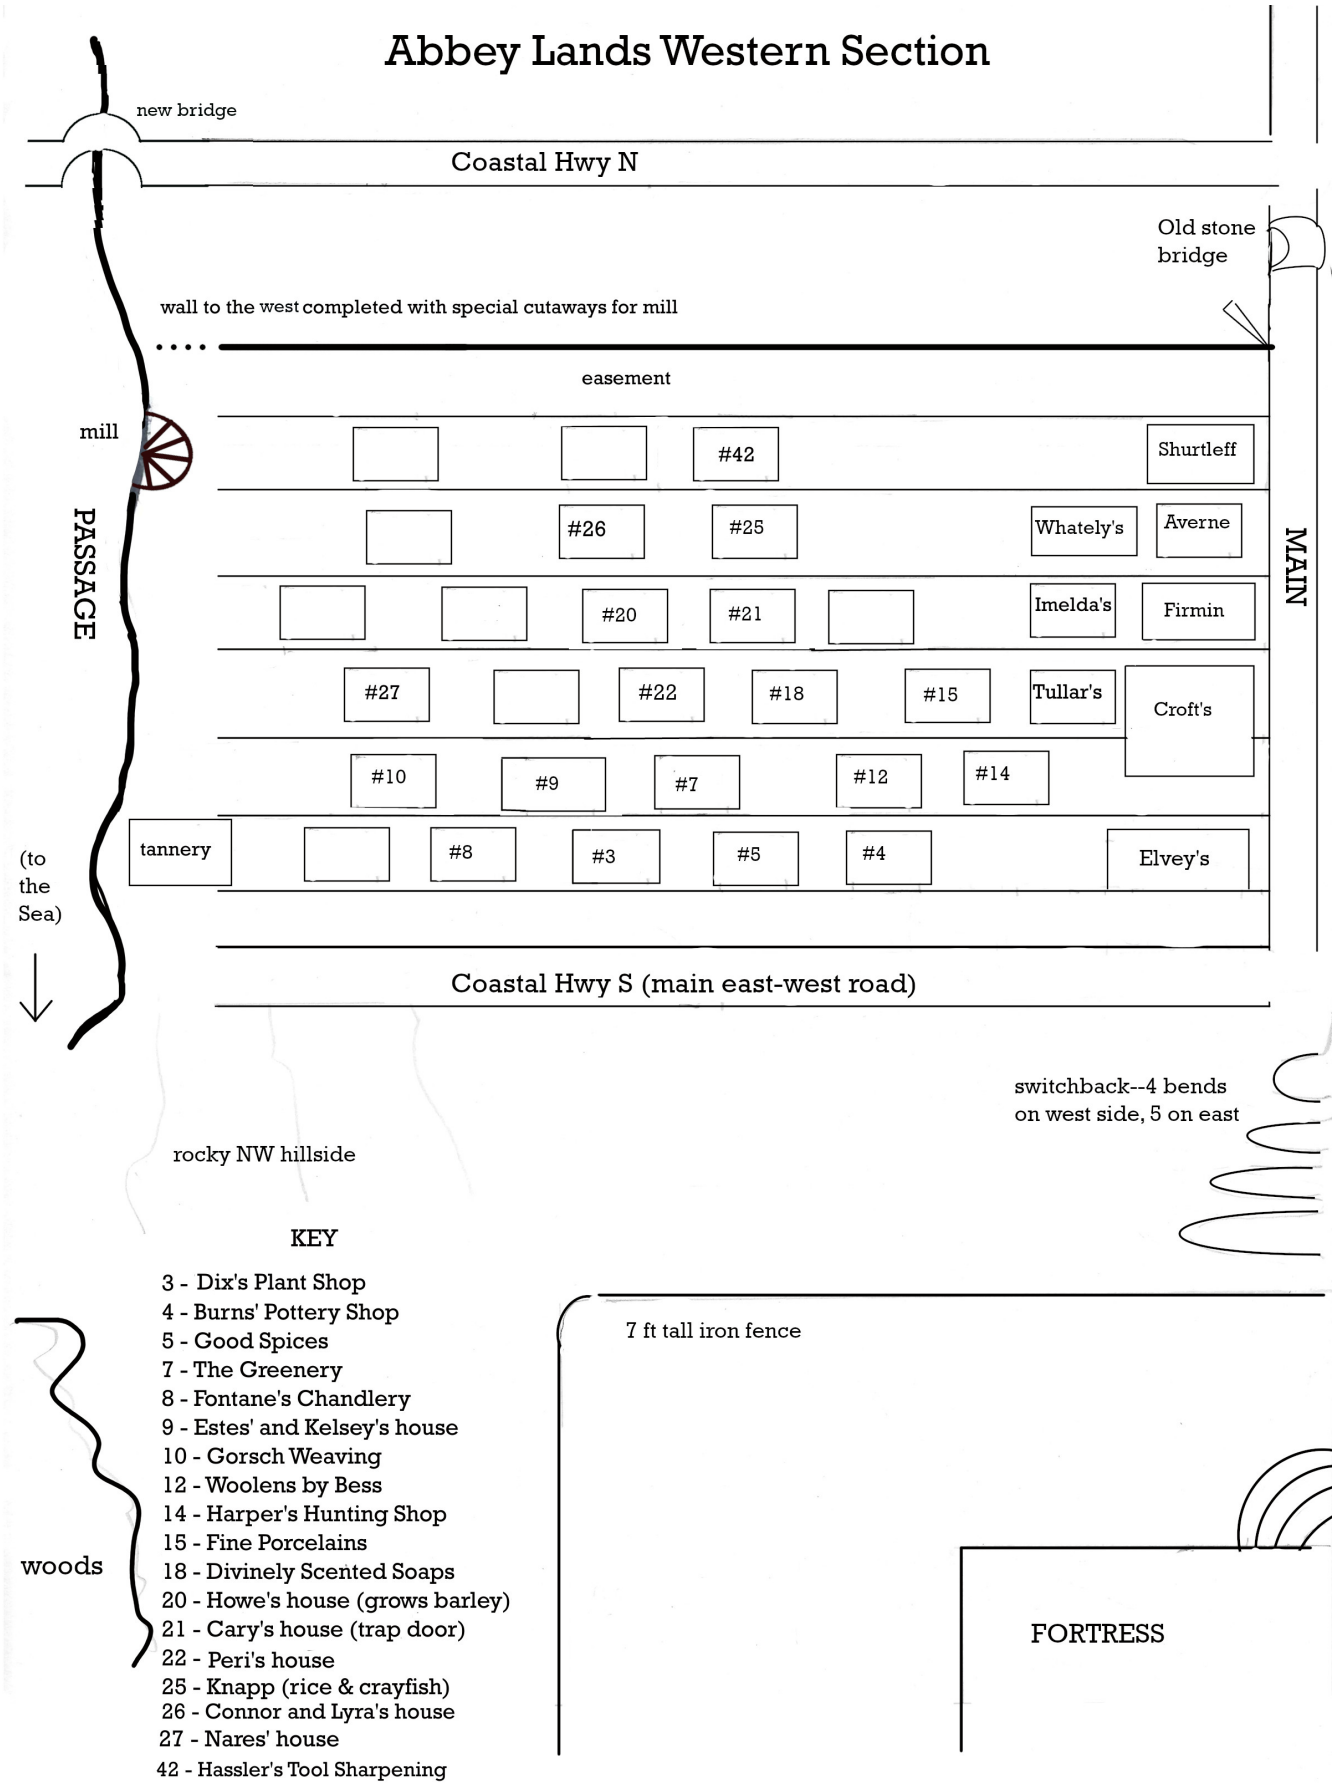 Abbey Lands Western Section
new bridge
Coastal Hwy N
Old stone
bridge
wall to the west completed with special cutaways for mill
easement
mill
#42
Shurtleff
PASSAGE
#26
#25
Whately's
Averne
MAIN
#20
#21
Imelda's
Firmin
#27
#22
#18
#15
Tullar's
Croft's
#10
#9
#7
#12
#14
tannery
#8
#3
#5
#4
Elvey's
(to
the
Sea)
Coastal Hwy S (main east-west road)
switchback--4 bends
on west side, 5 on east
rocky NW hillside
KEY
3 - Dix's Plant Shop
4 - Burns' Pottery Shop
5 - Good Spices
7 - The Greenery
8 - Fontane's Chandlery
9 - Estes' and Kelsey's house
10 - Gorsch Weaving
12 - Woolens by Bess
14 - Harper's Hunting Shop
15 - Fine Porcelains
18 - Divinely Scented Soaps
20 - Howe's house (grows barley)
21 - Cary's house (trap door)
22 - Peri's house
25 - Knapp (rice & crayfish)
26 - Connor and Lyra's house
27 - Nares' house
42 - Hassler's Tool Sharpening
7 ft tall iron fence
woods
FORTRESS